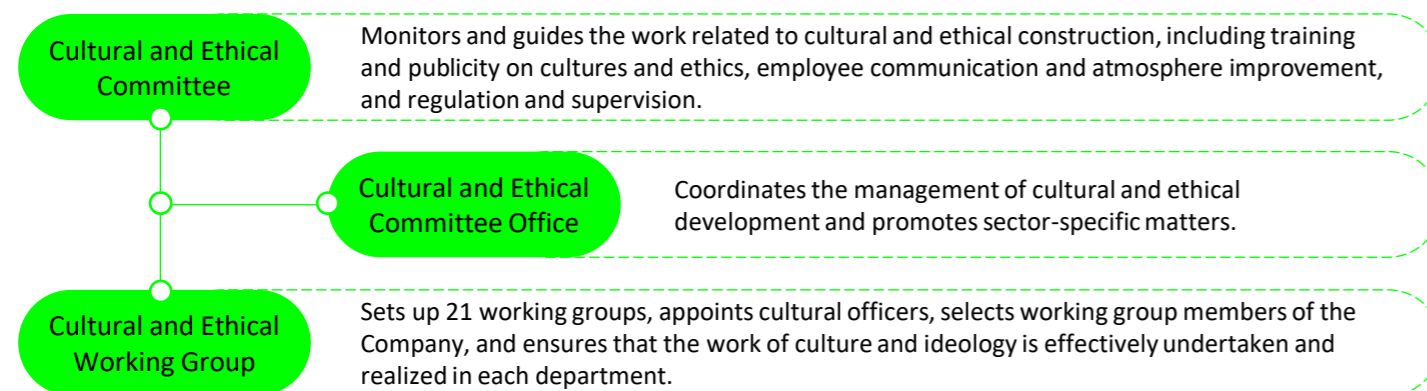 Cultural and Ethical
Committee
Monitors and guides the work related to cultural and ethical construction, including training
and publicity on cultures and ethics, employee communication and atmosphere improvement,
and regulation and supervision.
Cultural and Ethical
Committee Office
Coordinates the management of cultural and ethical
development and promotes sector-specific matters.
Cultural and Ethical
Working Group
Sets up 21 working groups, appoints cultural officers, selects working group members of the
Company, and ensures that the work of culture and ideology is effectively undertaken and
realized in each department.